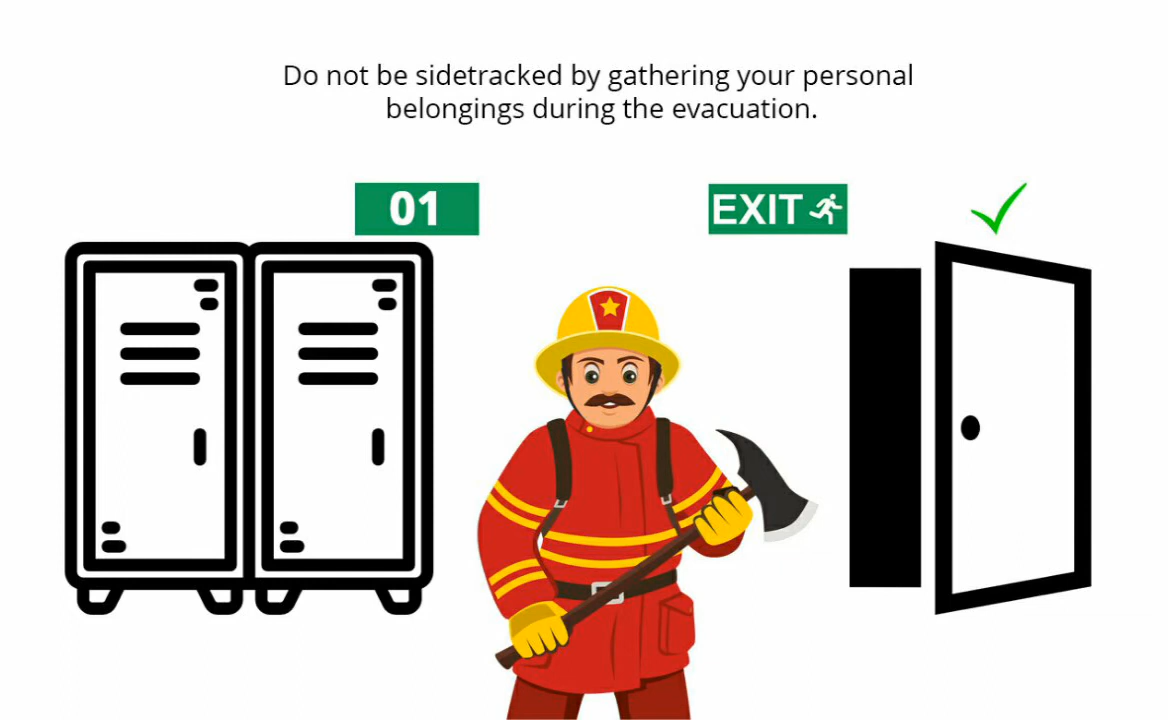 Do not be sidetracked by gathering your personal
belongings during the evacuation.
01
EXIT